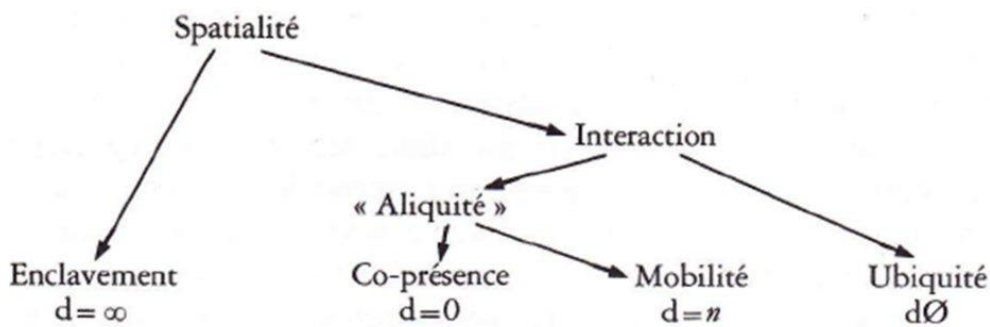 Spatialité
Interaction
« Aliquité »
Enclavement
d=∞
Co-présence
d=0
Mobilité
d=n
Ubiquité
dØ